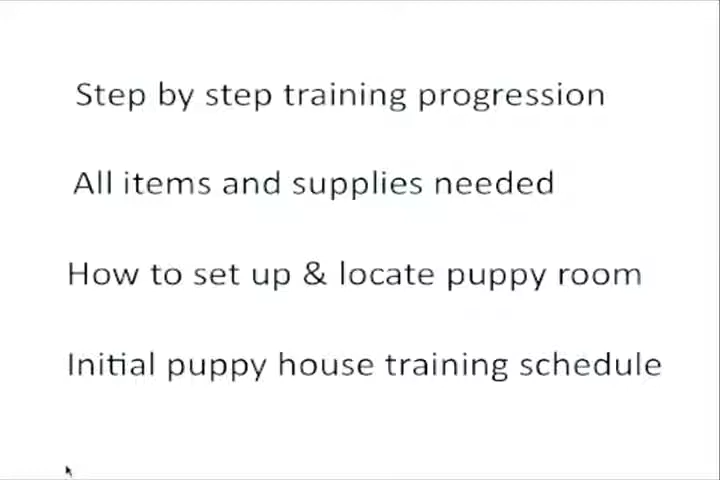 Step by step training progression
All items and supplies needed
How to set up & locate puppy room
Initial puppy house training schedule